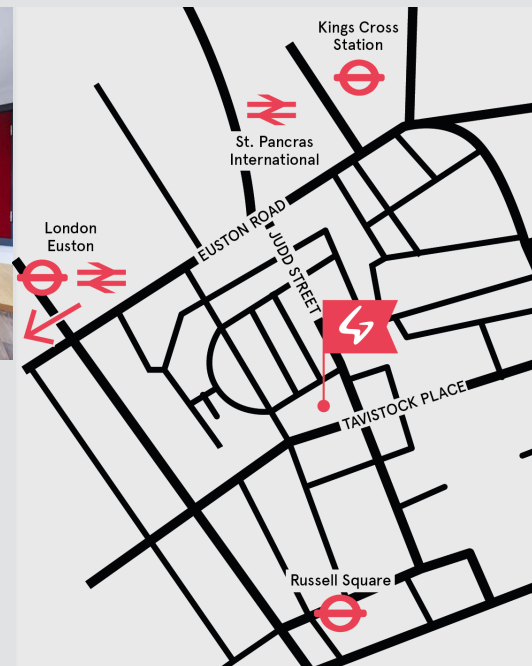 Kings Cross
Station
St. Pancras
International
London
Euston
EUSTON ROAD
JUDD STREET
TAVISTOCK PLACE
Russell Square